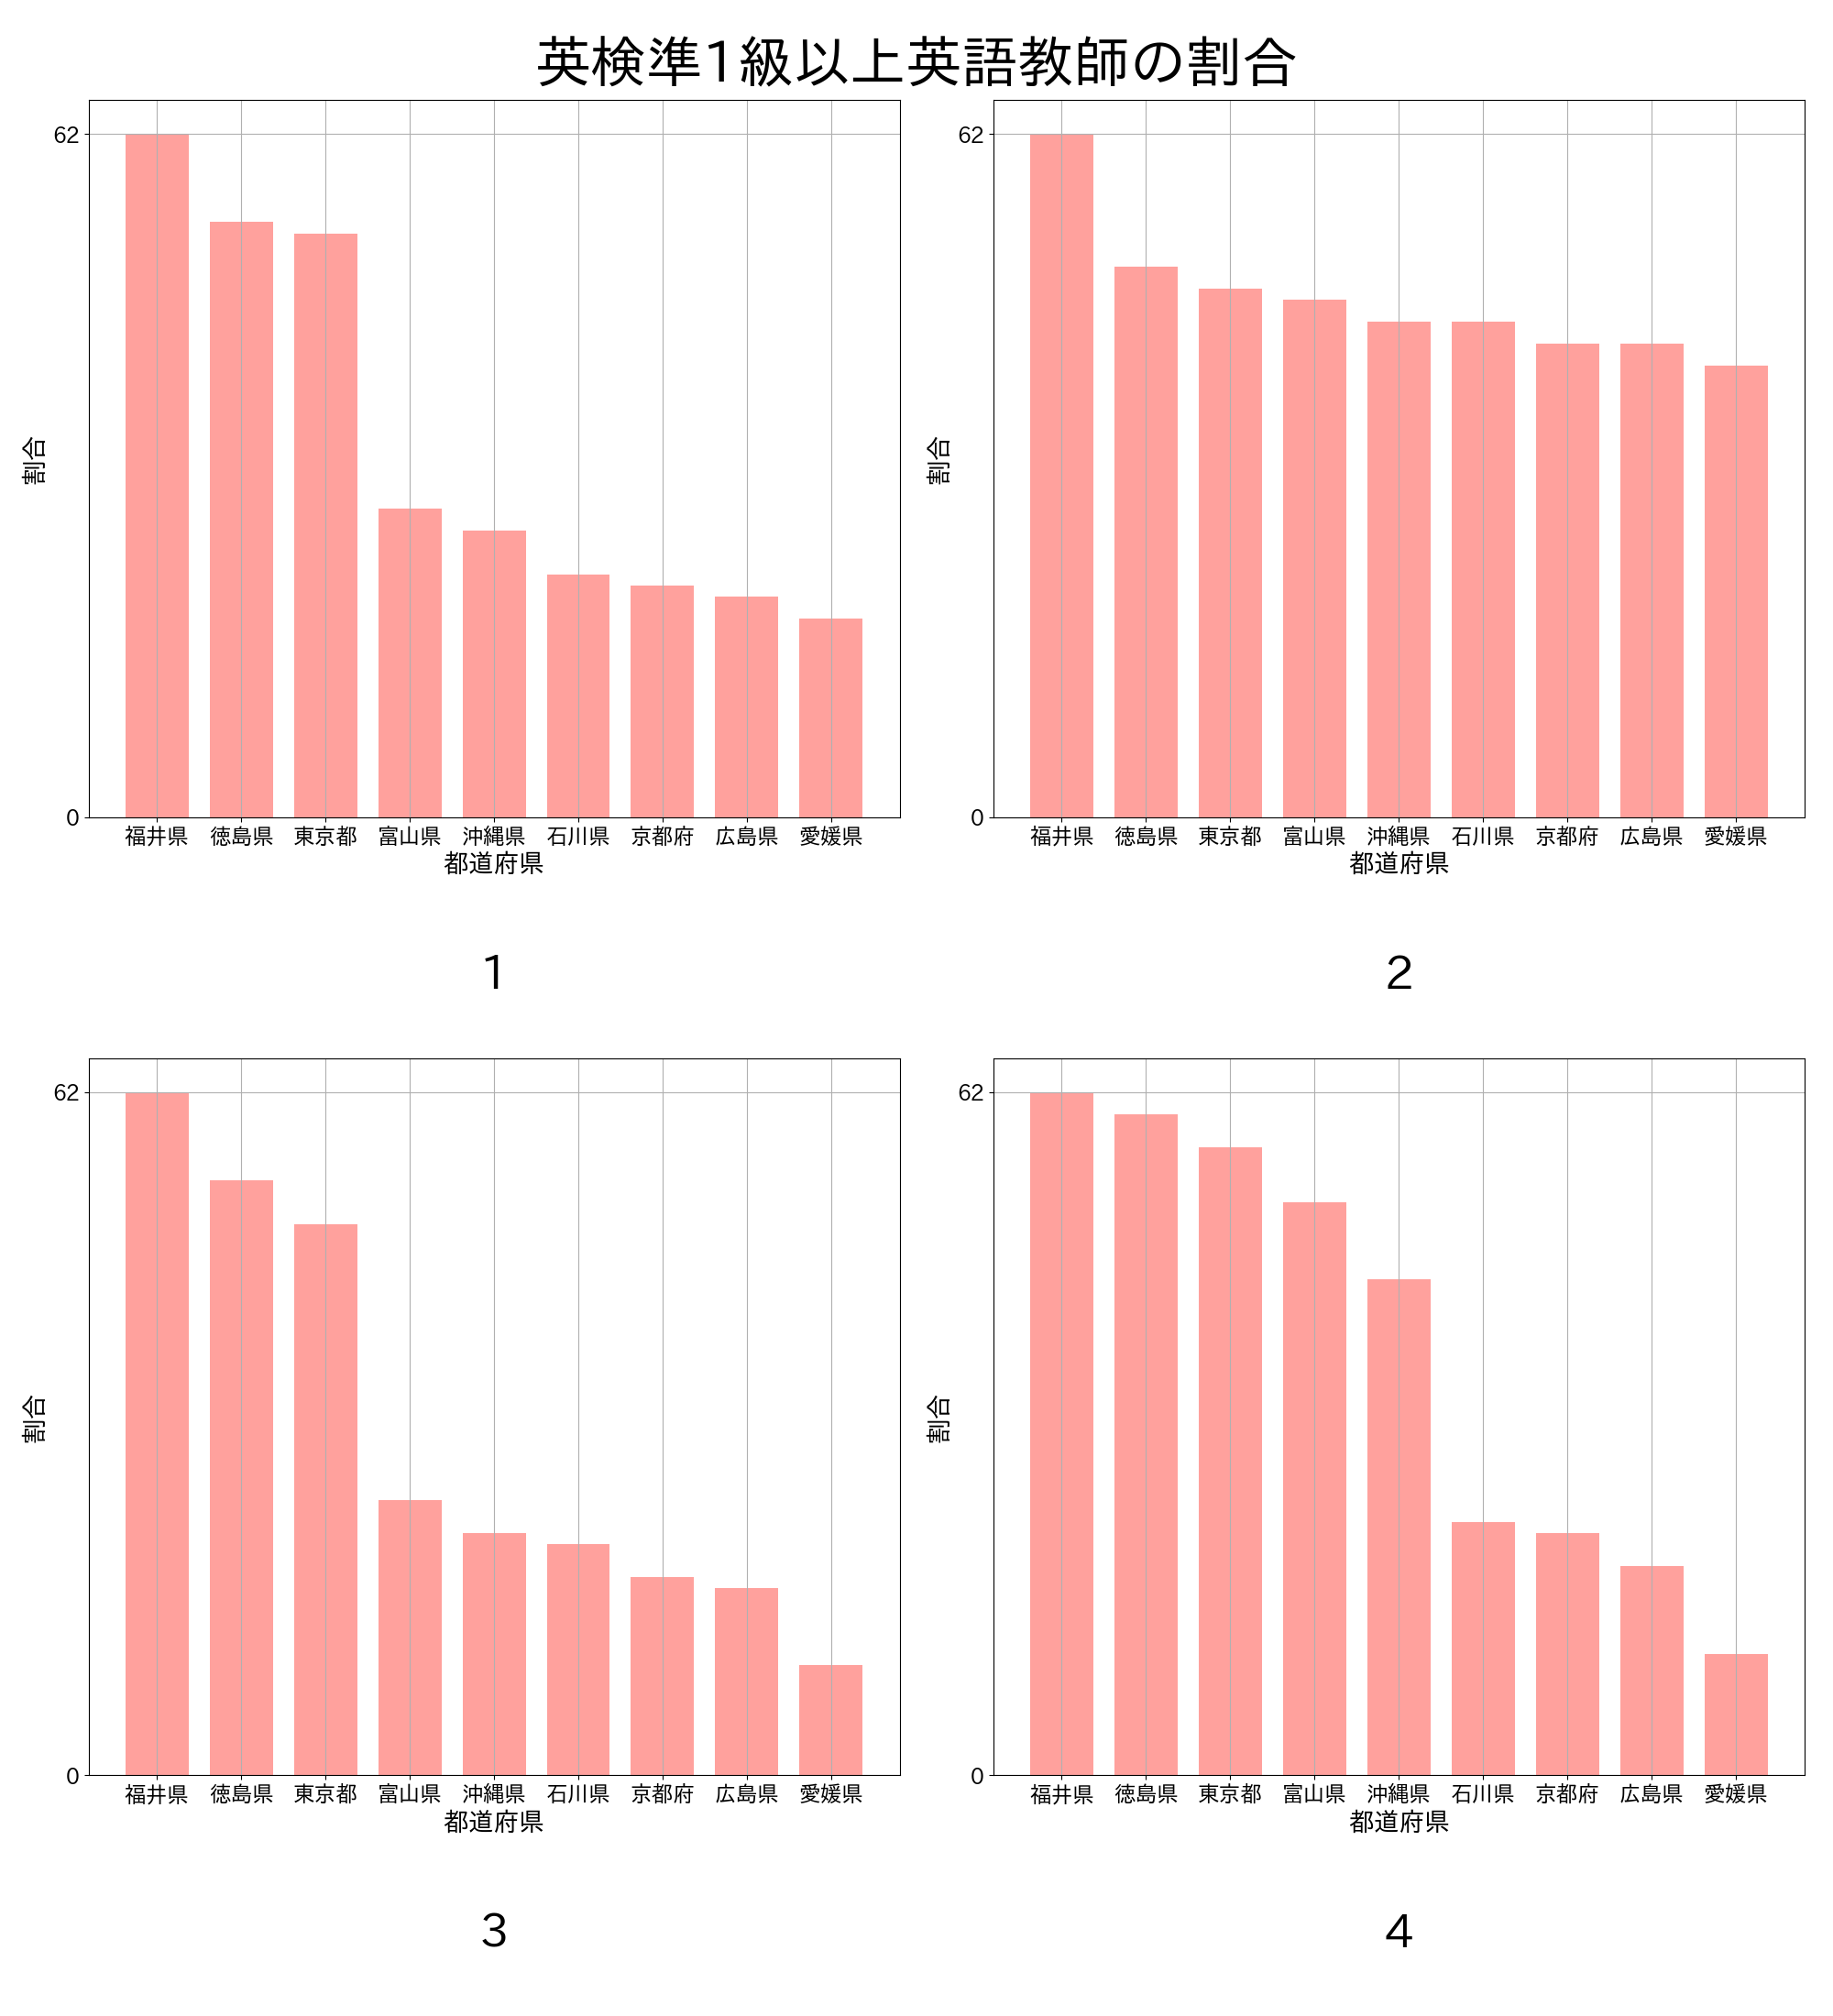 英検準1級以上英語教師の割合
62
0
割合
福井県 徳島県 東京都 富山県 沖縄県 石川県 京都府 広島県 愛媛県
都道府県
1
62
0
割合
福井県 徳島県 東京都 富山県 沖縄県 石川県 京都府 広島県 愛媛県
都道府県
2
62
0
割合
福井県 徳島県 東京都 富山県 沖縄県 石川県 京都府 広島県 愛媛県
都道府県
3
62
0
割合
福井県 徳島県 東京都 富山県 沖縄県 石川県 京都府 広島県 愛媛県
都道府県
4